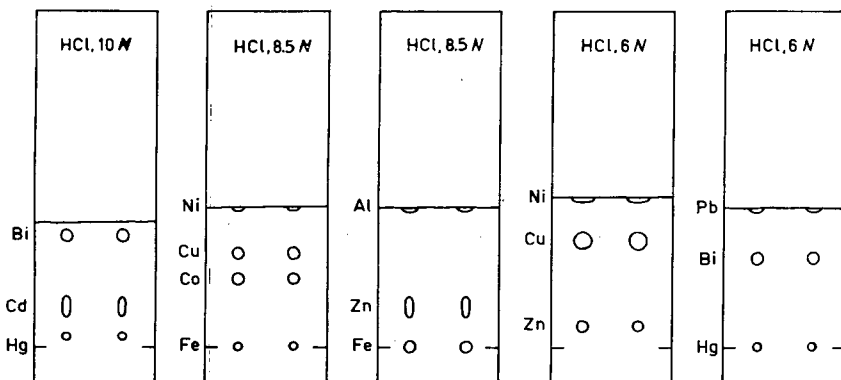 HCl, 10 N
Bi
Cd
Hg
HCl, 8.5 N
Ni
Cu
Co
Fe
HCl, 8.5 N
Al
Zn
Fe
HCl, 6 N
Ni
Cu
Zn
HCl, 6 N
Pb
Bi
Hg